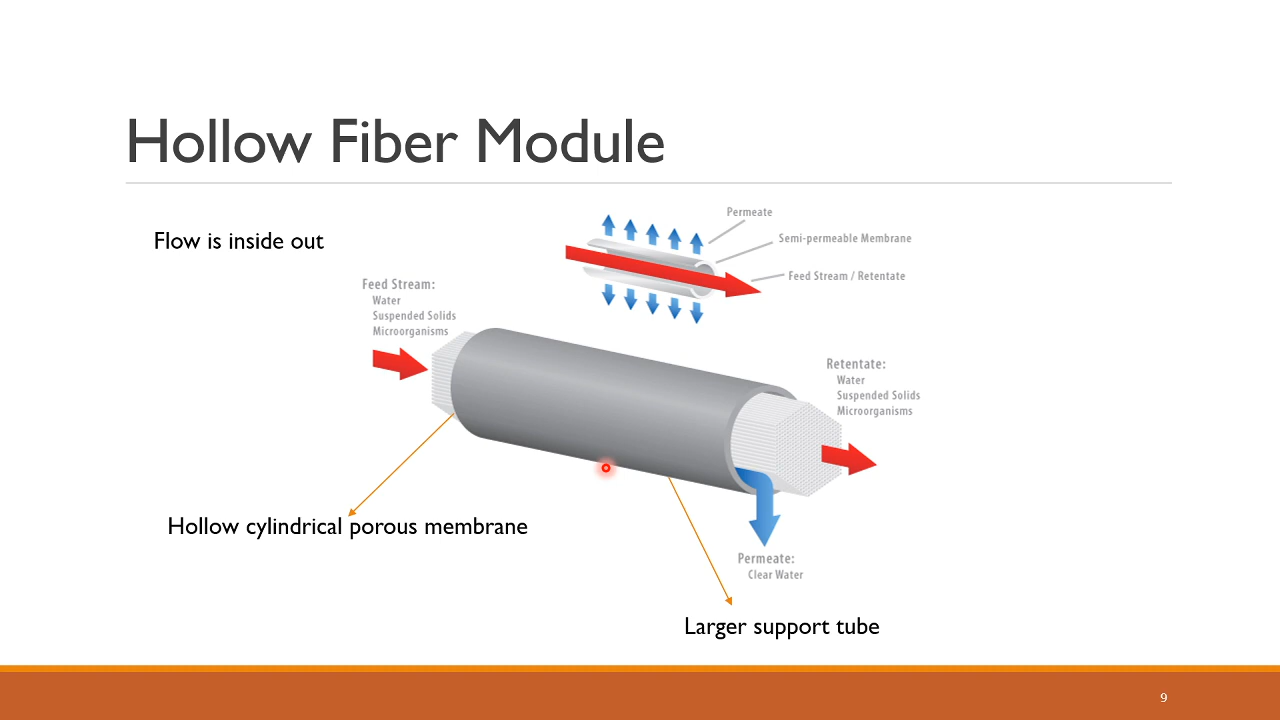 Hollow Fiber Module
Flow is inside out
Permeate
Semi-permeable Membrane
Feed Stream / Retentate
Feed Stream:
Water
Suspended Solids
Microorganisms
Retentate:
Water
Suspended Solids
Microorganisms
Hollow cylindrical porous membrane
Permeate:
Clear Water
Larger support tube
9